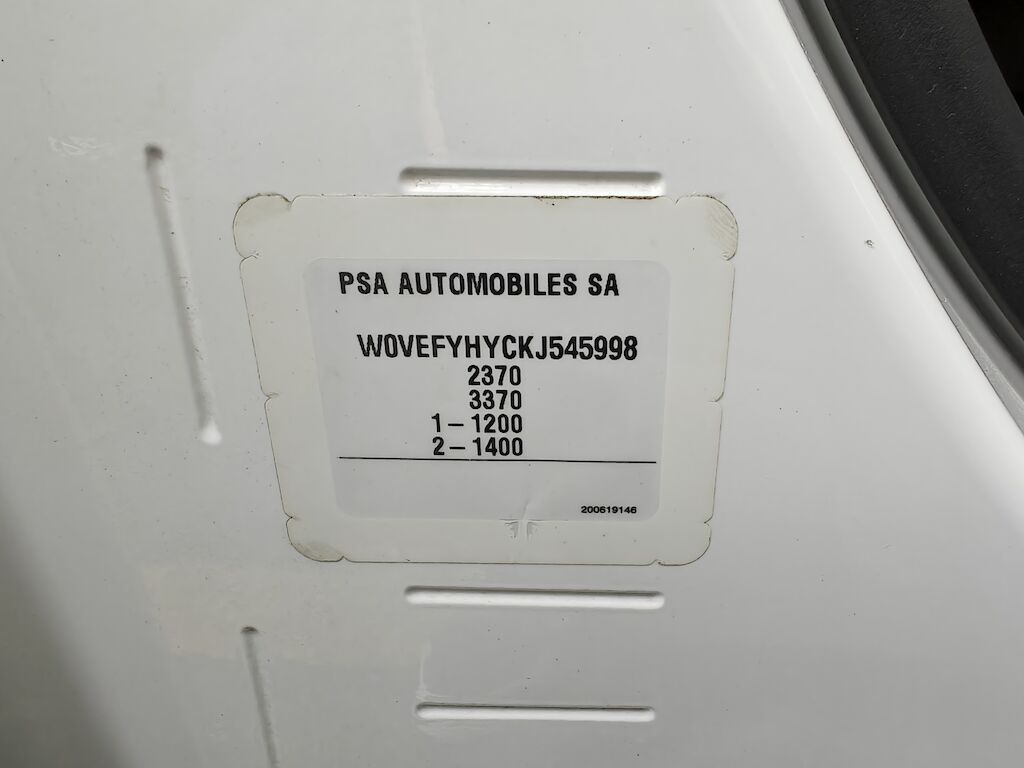 PSA AUTOMOBILES SA
W0VEFYHYCKJ545998
2370
3370
1-1200
2-1400
200619146